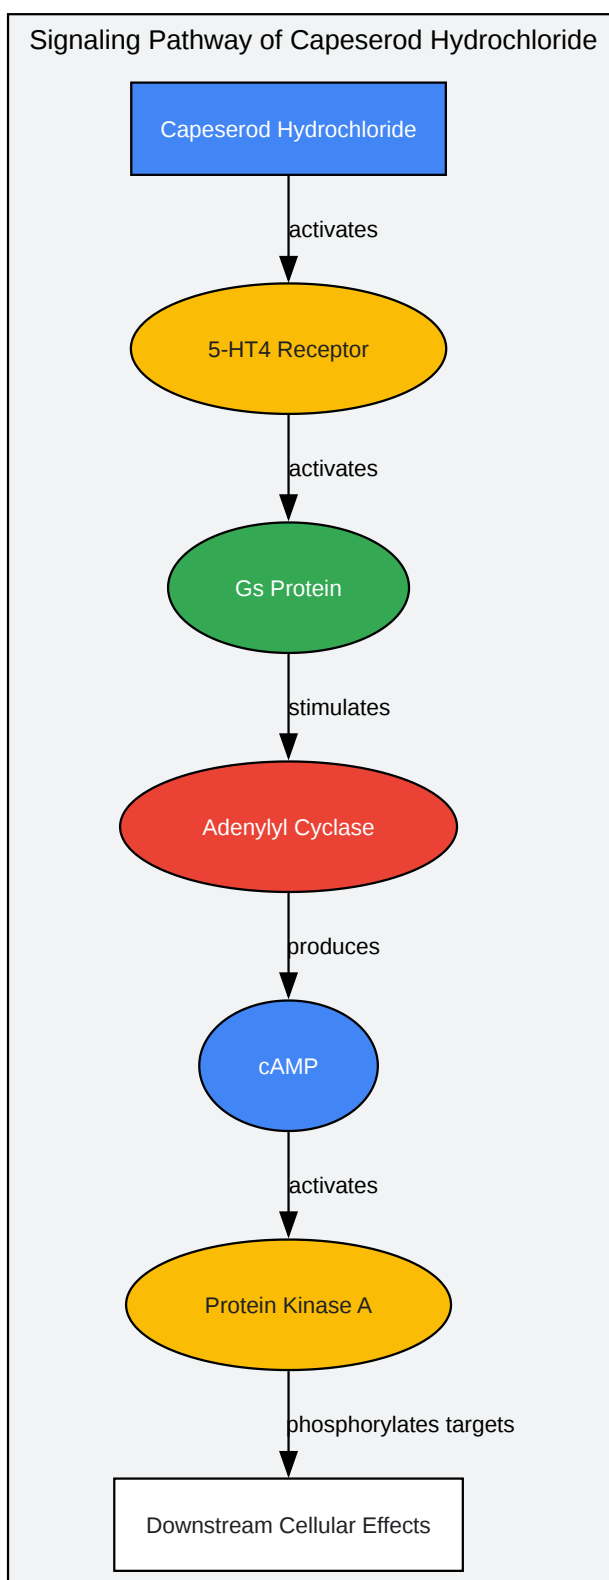 Signaling Pathway of Capeserod Hydrochloride
Capeserod Hydrochloride
activates
5-HT4 Receptor
activates
Gs Protein
stimulates
Adenylyl Cyclase
produces
cAMP
activates
Protein Kinase A
phosphorylates targets
Downstream Cellular Effects